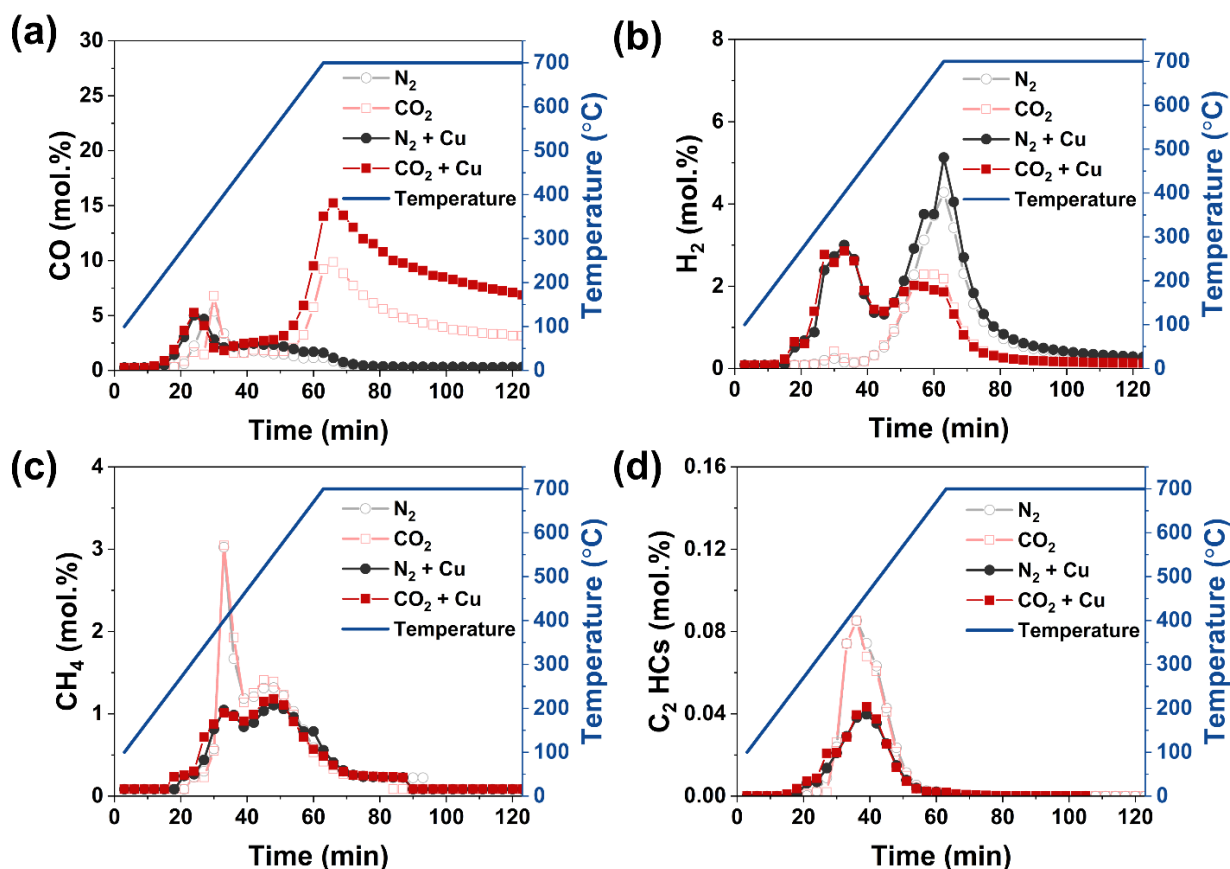 (a)
CO (mol.%)
30
25
20
15
10
5
0
N₂
CO₂
N₂ + Cu
CO₂ + Cu
Temperature
700
600
500
400
300
200
100
0
Temperature (°C)
0 20 40 60 80 100 120
Time (min)
(b)
H₂ (mol.%)
8
6
4
2
0
N₂
CO₂
N₂ + Cu
CO₂ + Cu
Temperature
700
600
500
400
300
200
100
0
Temperature (°C)
0 20 40 60 80 100 120
Time (min)
(c)
CH₄ (mol.%)
4
3
2
1
0
N₂
CO₂
N₂ + Cu
CO₂ + Cu
Temperature
700
600
500
400
300
200
100
0
Temperature (°C)
0 20 40 60 80 100 120
Time (min)
(d)
C₂ HCs (mol.%)
0.16
0.12
0.08
0.04
0.00
N₂
CO₂
N₂ + Cu
CO₂ + Cu
Temperature
700
600
500
400
300
200
100
0
Temperature (°C)
0 20 40 60 80 100 120
Time (min)